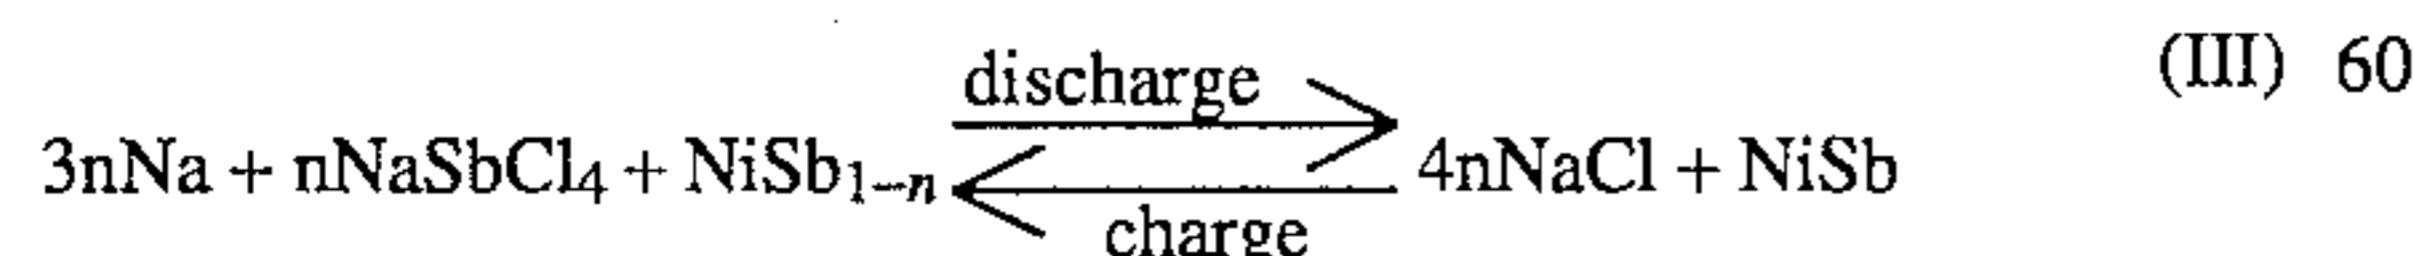 (III) 60
discharge
3nNa + nNaSbCl₄ + NiSb₁₋ₙ ⇄ 4nNaCl + NiSb
charge